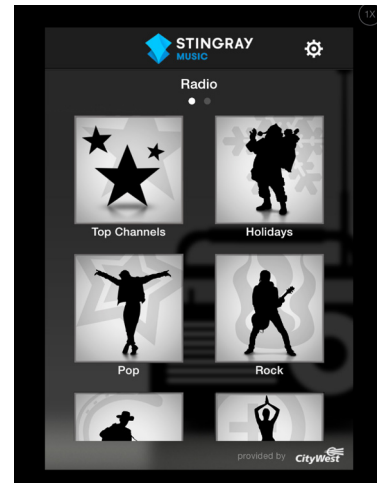 1X
STINGRAY
MUSIC
Radio
Top Channels
Holidays
Pop
Rock
provided by CityWest